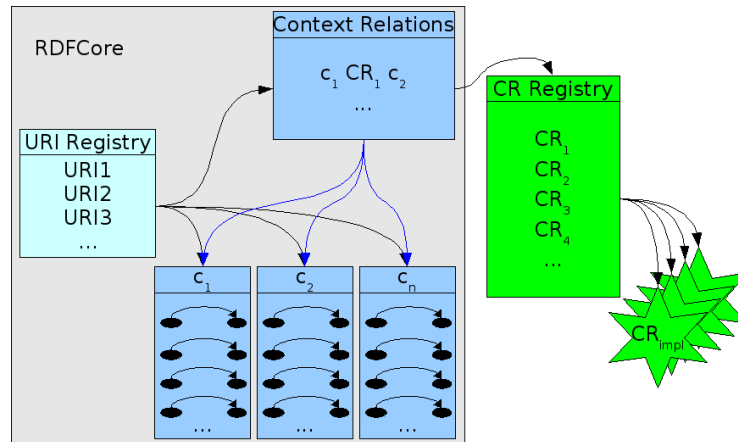 RDFCore
Context Relations
c₁ CR₁ c₂
...
CR Registry
CR₁
CR₂
CR₃
CR₄
...
URI Registry
URI1
URI2
URI3
...
c₁
...
c₂
...
cₙ
...
CRimpl